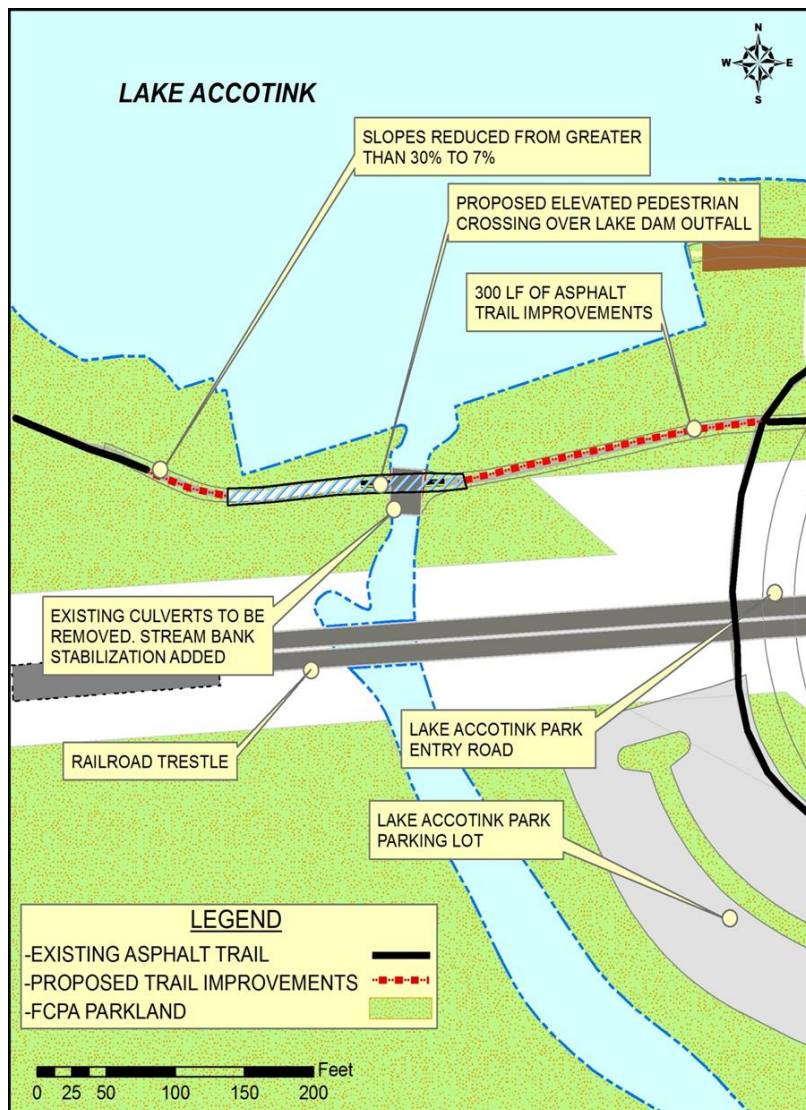 N
W E
S
LAKE ACCOTINK
SLOPES REDUCED FROM GREATER
THAN 30% TO 7%
PROPOSED ELEVATED PEDESTRIAN
CROSSING OVER LAKE DAM OUTFALL
300 LF OF ASPHALT
TRAIL IMPROVEMENTS
EXISTING CULVERTS TO BE
REMOVED. STREAM BANK
STABILIZATION ADDED
RAILROAD TRESTLE
LAKE ACCOTINK PARK
ENTRY ROAD
LAKE ACCOTINK PARK
PARKING LOT
LEGEND
-EXISTING ASPHALT TRAIL
-PROPOSED TRAIL IMPROVEMENTS
-FCPA PARKLAND
Feet
0 25 50 100 150 200